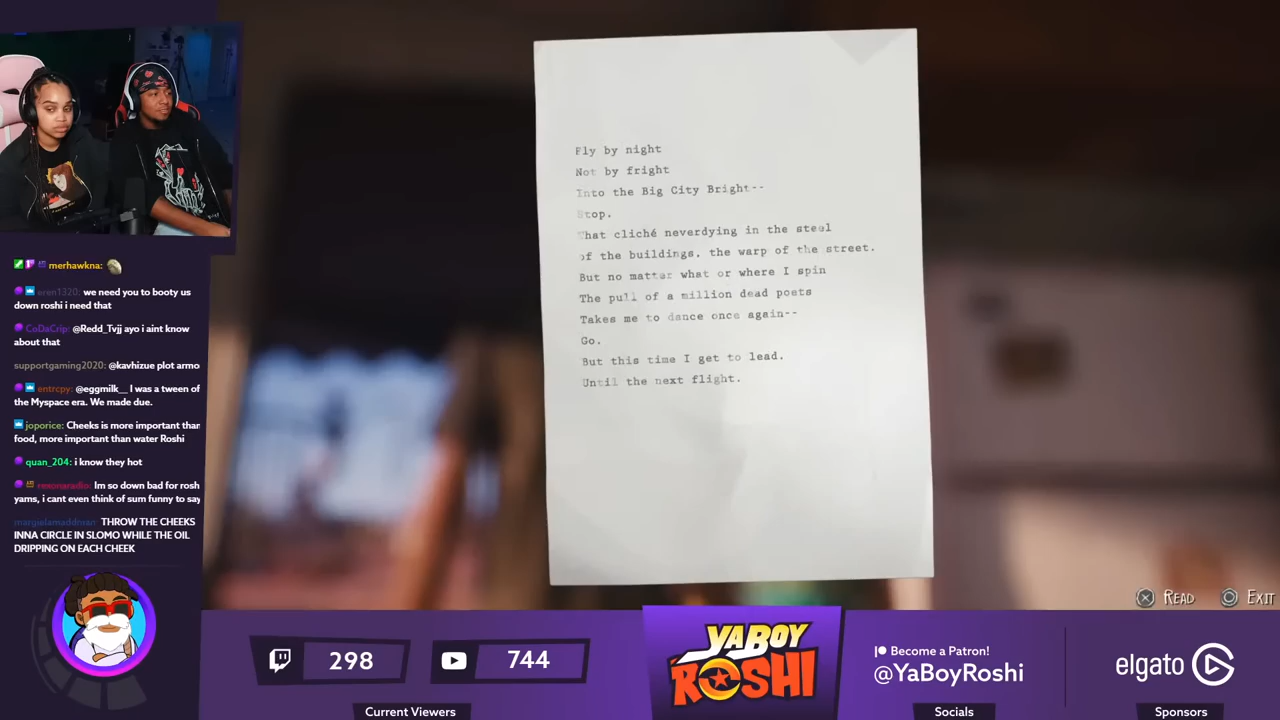 Fly by night
Not by fright
Into the Big City Bright--
Stop.
That cliché neverdying in the steel
of the buildings, the warp of the street.
But no matter what or where I spin
The pull of a million dead poets
Takes me to dance once again--
Go.
But this time I get to lead.
Until the next flight.
READ
EXIT
merhawkna:
eren1320: we need you to booty us
down roshi i need that
CoDaCrip: @Redd_Tvjj ayo i aint know
about that
supportgaming2020: @kavhizue plot armo
entrcpy: @eggmilk__ I was a tween of
the Myspace era. We made due.
joporice: Cheeks is more important than
food, more important than water Roshi
quan_204: i know they hot
Im so down bad for rosh
yams, i cant even think of sum funny to say
THROW THE CHEEKS
INNA CIRCLE IN SLOMO WHILE THE OIL
DRIPPING ON EACH CHEEK
298
744
Current Viewers
YABOY
ROSHI
Become a Patron!
@YaBoyRoshi
Socials
elgato
Sponsors